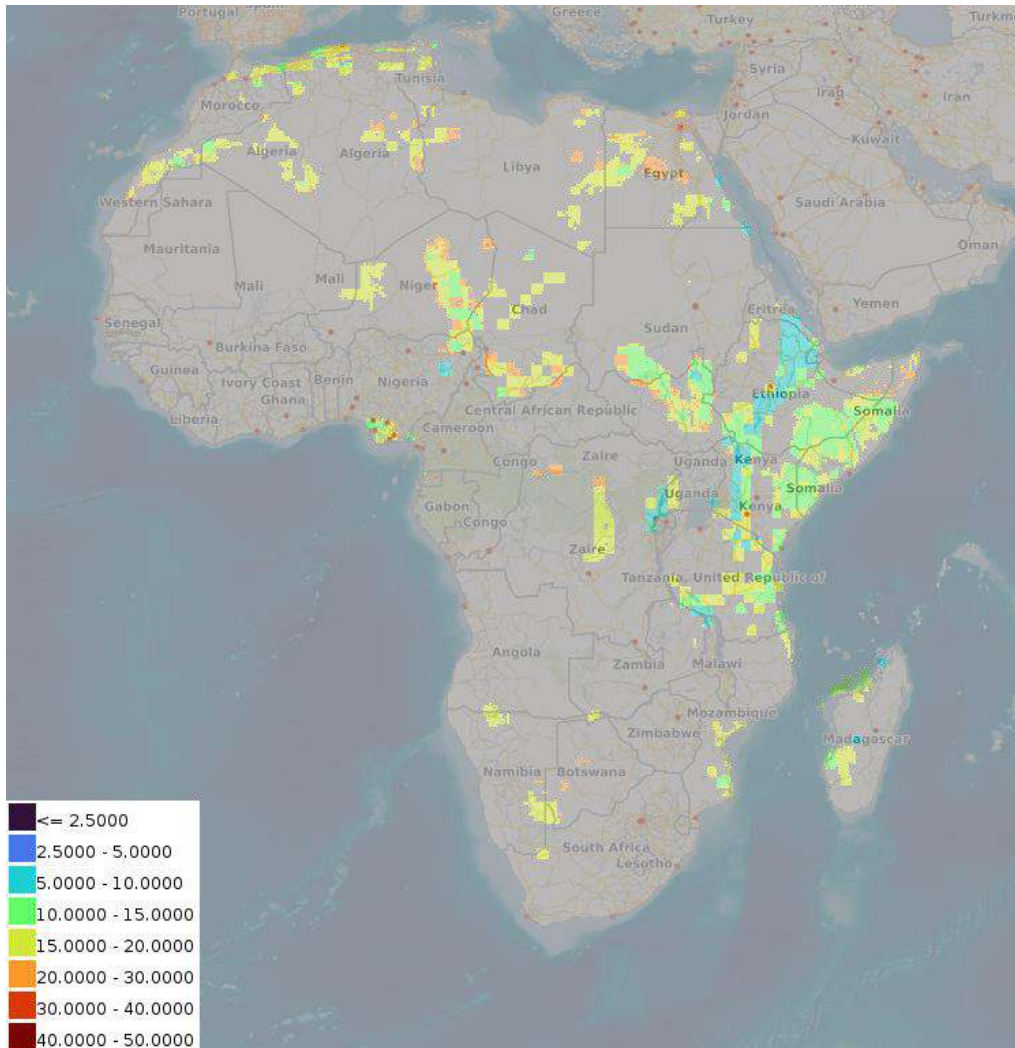 Portugal
Spain
Greece
Turkey
Turkm
Tunisia
Syria
Iraq
Iran
Morocco
Jordan
Kuwait
Algeria
Algeria
Libya
Egypt
Western Sahara
Saudi Arabia
Mauritania
Oman
Mali
Mali
Niger
Chad
Eritrea
Yemen
Senegal
Sudan
Burkina Faso
Guinea
Ivory Coast
Benin
Nigeria
Ethiopia
Ghana
Central African Republic
Somalia
Liberia
Cameroon
Congo
Zaire
Uganda
Kenya
Uganda
Somalia
Gabon
Kenya
Congo
Zaire
Tanzania, United Republic of
Angola
Zambia
Malawi
Mozambique
Zimbabwe
Madagascar
Namibia
Botswana
South Africa
Lesotho
<= 2.5000
2.5000 - 5.0000
5.0000 - 10.0000
10.0000 - 15.0000
15.0000 - 20.0000
20.0000 - 30.0000
30.0000 - 40.0000
40.0000 - 50.0000